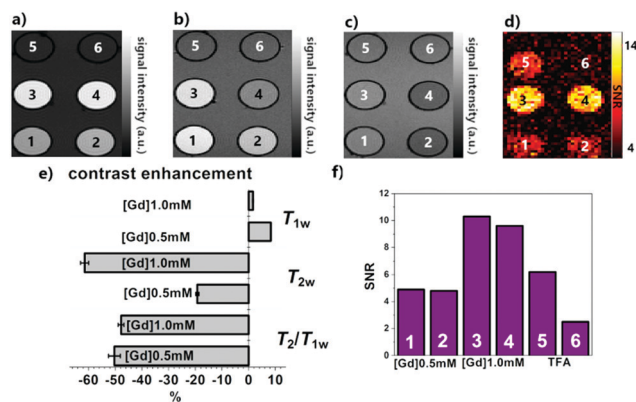 a)
b)
c)
d)
5 6
3 4
1 2
signal intensity (a.u.)
5 6
3 4
1 2
signal intensity (a.u.)
5 6
3 4
1 2
signal intensity (a.u.)
5 6
3 4
1 2
14
SNR
4
e) contrast enhancement
[Gd]1.0mM
[Gd]0.5mM
T1w
[Gd]1.0mM
[Gd]0.5mM
T2w
[Gd]1.0mM
[Gd]0.5mM
T2/T1w
-60 -40 -20 0 20
%
f)
SNR
12
10
8
6
4
2
0
1 2 3 4 5 6
[Gd]0.5mM [Gd]1.0mM TFA